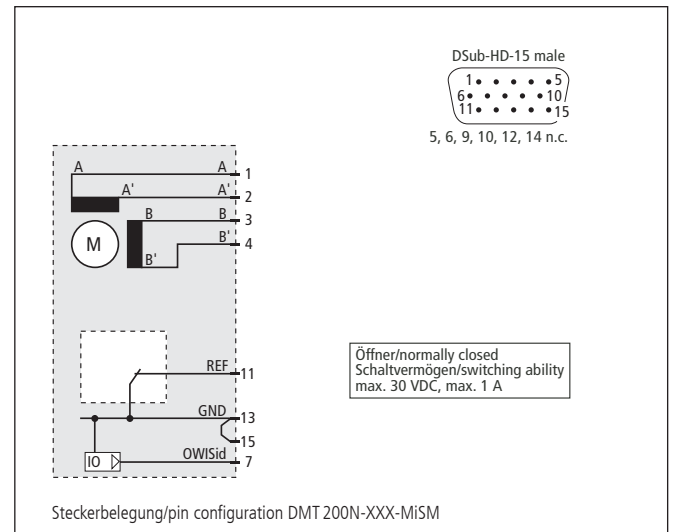 DSub-HD-15 male
1 5
6 10
11 15
5, 6, 9, 10, 12, 14 n.c.
A A 1
A' A' 2
B B 3
B' 4
M
B'
REF 11
Öffner/normally closed
Schaltvermögen/switching ability
max. 30 VDC, max. 1 A
GND 13
15
IO OWISid 7
Steckerbelegung/pin configuration DMT 200N-XXX-MiSM